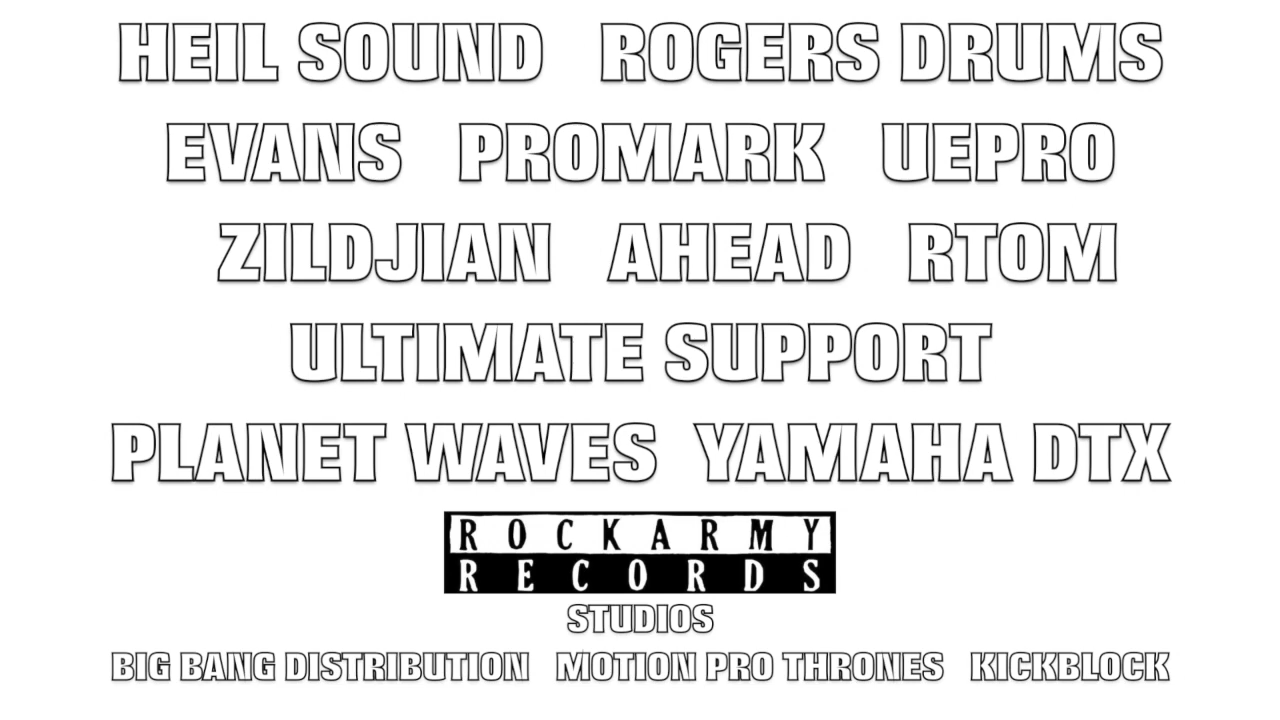 HEIL SOUND ROGERS DRUMS
EVANS PROMARK UEPRO
ZILDJIAN AHEAD RTOM
ULTIMATE SUPPORT
PLANET WAVES YAMAHA DTX
ROCKARMY
RECORDS
STUDIOS
BIG BANG DISTRIBUTION MOTION PRO THRONES KICKBLOCK